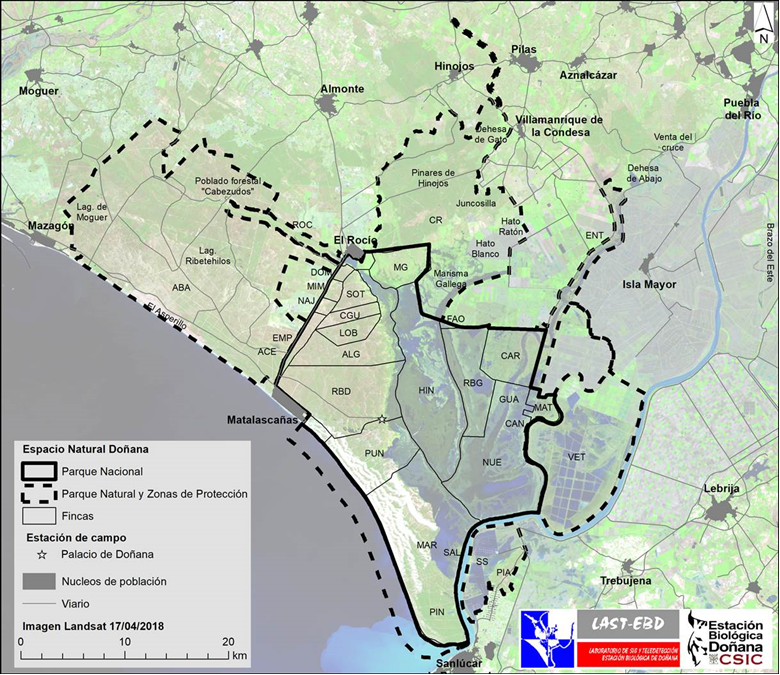 N
Moguer
Hinojos
Pilas
Aznalcázar
Almonte
Puebla
del Río
Villamanrique de
la Condesa
Dehesa
de Gato
Venta del
cruce
Dehesa
de Abajo
Poblado forestal
"Cabezudos"
Pinares de
Hinojos
Juncosilla
Lag. de
Moguer
Mazagón
ROC
CR
Hato
Ratón
ENT
El Rocío
Hato
Blanco
Lag.
Ribetehilos
DOM
MG
Marisma
Gallega
Isla Mayor
Brazo del Este
ABA
MIM
NAJ
SOT
El Asperillo
CGU
FAO
EMP
LOB
ACE
ALG
CAR
RBD
HIN
RBG
GUA
MAT
Matalascañas
CAN
PUN
NUE
VET
Lebrija
MAR
SAL
SS
PIA
Trebujena
PIN
Sanlúcar
Espacio Natural Doñana
Parque Nacional
Parque Natural y Zonas de Protección
Fincas
Estación de campo
Palacio de Doñana
Nucleos de población
Viario
Imagen Landsat 17/04/2018
0 10 20
km
LAST-EBD
LABORATORIO DE SIG Y TELEDETECCIÓN
ESTACIÓN BIOLÓGICA DE DOÑANA
Estación
Biológica
Doñana
CSIC